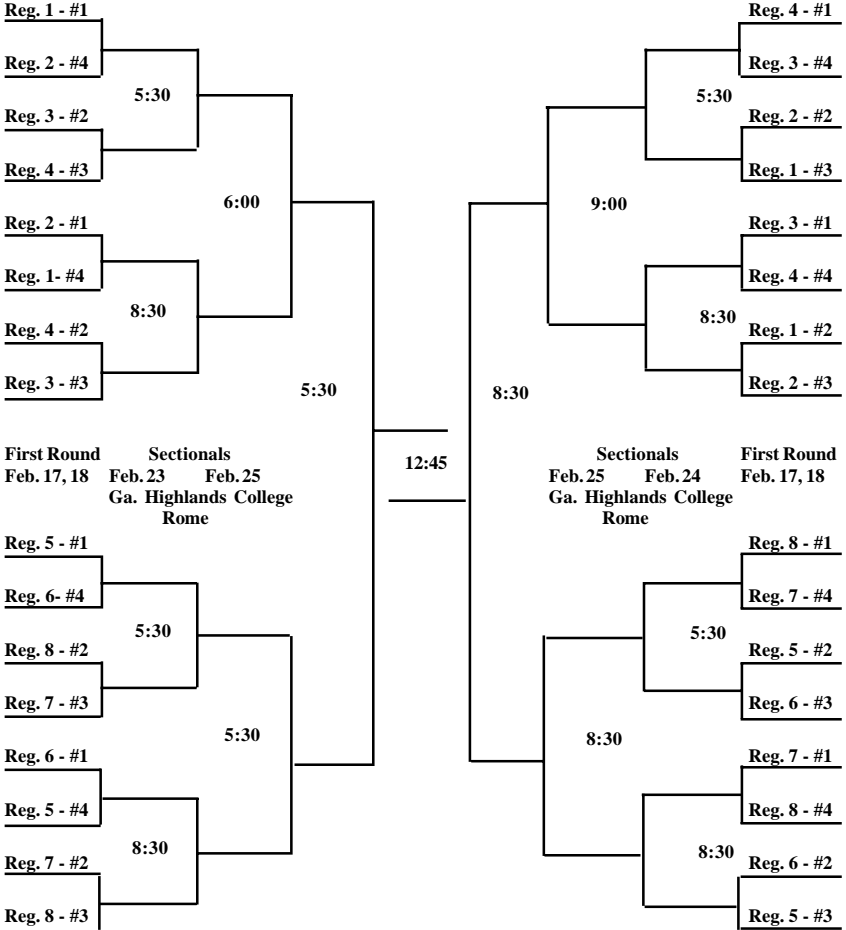 Reg. 1 - #1
Reg. 2 - #4
5:30
Reg. 3 - #2
Reg. 4 - #3
6:00
Reg. 2 - #1
Reg. 1- #4
8:30
Reg. 4 - #2
Reg. 3 - #3
5:30
First Round Sectionals
Feb. 17, 18 Feb. 23 Feb. 25
Ga. Highlands College
Rome
Reg. 5 - #1
Reg. 6- #4
5:30
Reg. 8 - #2
Reg. 7 - #3
5:30
Reg. 6 - #1
Reg. 5 - #4
8:30
Reg. 7 - #2
Reg. 8 - #3
12:45
Reg. 4 - #1
Reg. 3 - #4
5:30
Reg. 2 - #2
Reg. 1 - #3
9:00
Reg. 3 - #1
Reg. 4 - #4
8:30
Reg. 1 - #2
Reg. 2 - #3
8:30
Sectionals First Round
Feb. 25 Feb. 24 Feb. 17, 18
Ga. Highlands College
Rome
Reg. 8 - #1
Reg. 7 - #4
5:30
Reg. 5 - #2
Reg. 6 - #3
8:30
Reg. 7 - #1
Reg. 8 - #4
8:30
Reg. 6 - #2
Reg. 5 - #3